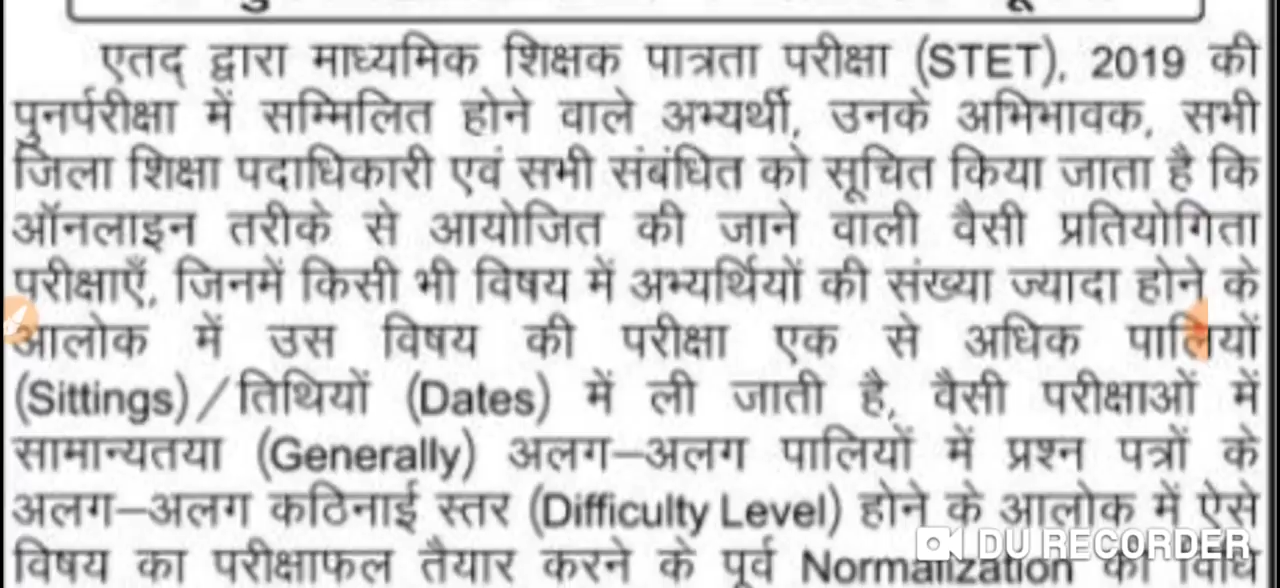 एतद् द्वारा माध्यमिक शिक्षक पात्रता परीक्षा (STET), 2019 की
पुनर्परीक्षा में सम्मिलित होने वाले अभ्यर्थी, उनके अभिभावक, सभी
जिला शिक्षा पदाधिकारी एवं सभी संबंधित को सूचित किया जाता है कि
ऑनलाइन तरीके से आयोजित की जाने वाली वैसी प्रतियोगिता
परीक्षाएँ, जिनमें किसी भी विषय में अभ्यर्थियों की संख्या ज्यादा होने के
आलोक में उस विषय की परीक्षा एक से अधिक पालियों
(Sittings)/तिथियों (Dates) में ली जाती है, वैसी परीक्षाओं में
सामान्यतया (Generally) अलग–अलग पालियों में प्रश्न पत्रों के
अलग–अलग कठिनाई स्तर (Difficulty Level) होने के आलोक में ऐसे
विषय का परीक्षाफल तैयार करने के पूर्व Normalization की विधि
DU RECORDER